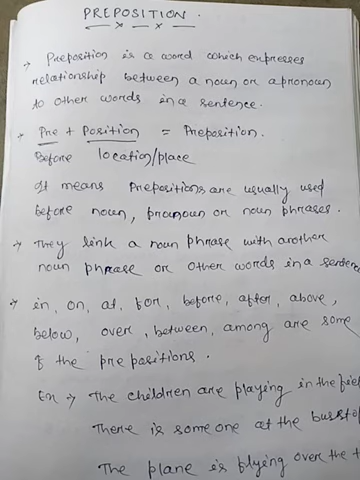 PREPOSITION.
→ Preposition is a word which expresses
relationship between a noun or a pronoun
to other words in a sentence.
→ Pre + Position = Preposition.
Before location/place
It means Prepositions are usually used
before noun, pronoun or noun phrases.
→ They link a noun phrase with another
noun phrase or other words in a sentence
→ in, on, at, for, before, after, above,
below, over, between, among are some
of the prepositions.
Ex → The children are playing in the
There is some one at the busstop
The plane is flying over the